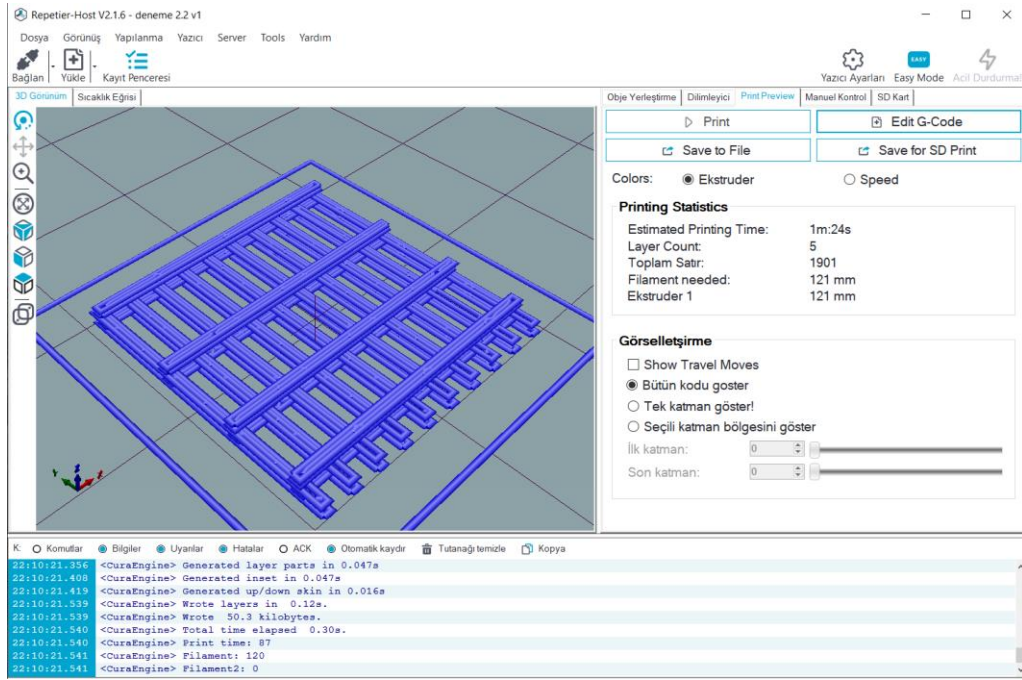 Repetier-Host V2.1.6 - deneme 2.2 v1
Dosya Görünüş Yapılanma Yazıcı Server Tools Yardım
Bağlan Yükle Kayıt Penceresi Yazıcı Ayarları EASY Easy Mode Acil Durdurmal
3D Görünüm Sıcaklık Eğrisi
Obje Yerleştirme Dilimleyici Print Preview Manuel Kontrol SD Kart
Print Edit G-Code
Save to File Save for SD Print
Colors: Ekstruder Speed
Printing Statistics
Estimated Printing Time: 1m:24s
Layer Count: 5
Toplam Satır: 1901
Filament needed: 121 mm
Ekstruder 1 121 mm
Görselletşirme
Show Travel Moves
Bütün kodu goster
Tek katman göster!
Seçili katman bölgesini göster
İlk katman: 0
Son katman: 0
K: Komutlar Bilgiler Uyarılar Hatalar ACK Otomatik kaydır Tutanağı temizle Kopya
22:10:21.356 <CuraEngine> Generated layer parts in 0.047s
22:10:21.408 <CuraEngine> Generated inset in 0.047s
22:10:21.419 <CuraEngine> Generated up/down skin in 0.016s
22:10:21.539 <CuraEngine> Wrote layers in 0.12s.
22:10:21.539 <CuraEngine> Wrote 50.3 kilobytes.
22:10:21.540 <CuraEngine> Total time elapsed 0.30s.
22:10:21.540 <CuraEngine> Print time: 87
22:10:21.541 <CuraEngine> Filament: 120
22:10:21.541 <CuraEngine> Filament2: 0